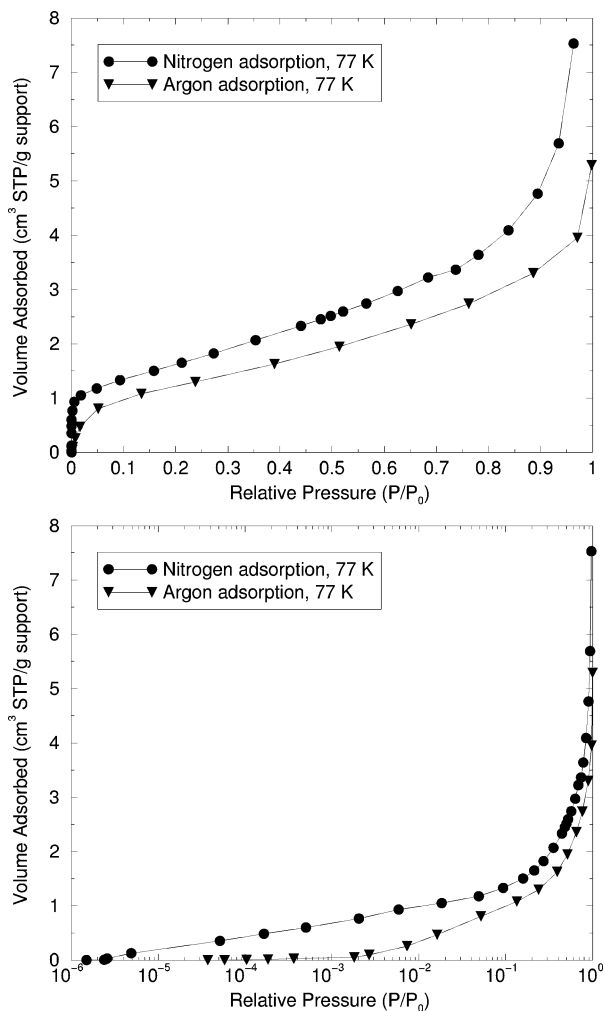 8
7
6
5
4
3
2
1
0
Volume Adsorbed (cm³ STP/g support)
Nitrogen adsorption, 77 K
Argon adsorption, 77 K
0 0.1 0.2 0.3 0.4 0.5 0.6 0.7 0.8 0.9 1
Relative Pressure (P/P₀)
8
7
6
5
4
3
2
1
0
Volume Adsorbed (cm³ STP/g support)
Nitrogen adsorption, 77 K
Argon adsorption, 77 K
10⁻⁶ 10⁻⁵ 10⁻⁴ 10⁻³ 10⁻² 10⁻¹ 10⁰
Relative Pressure (P/P₀)